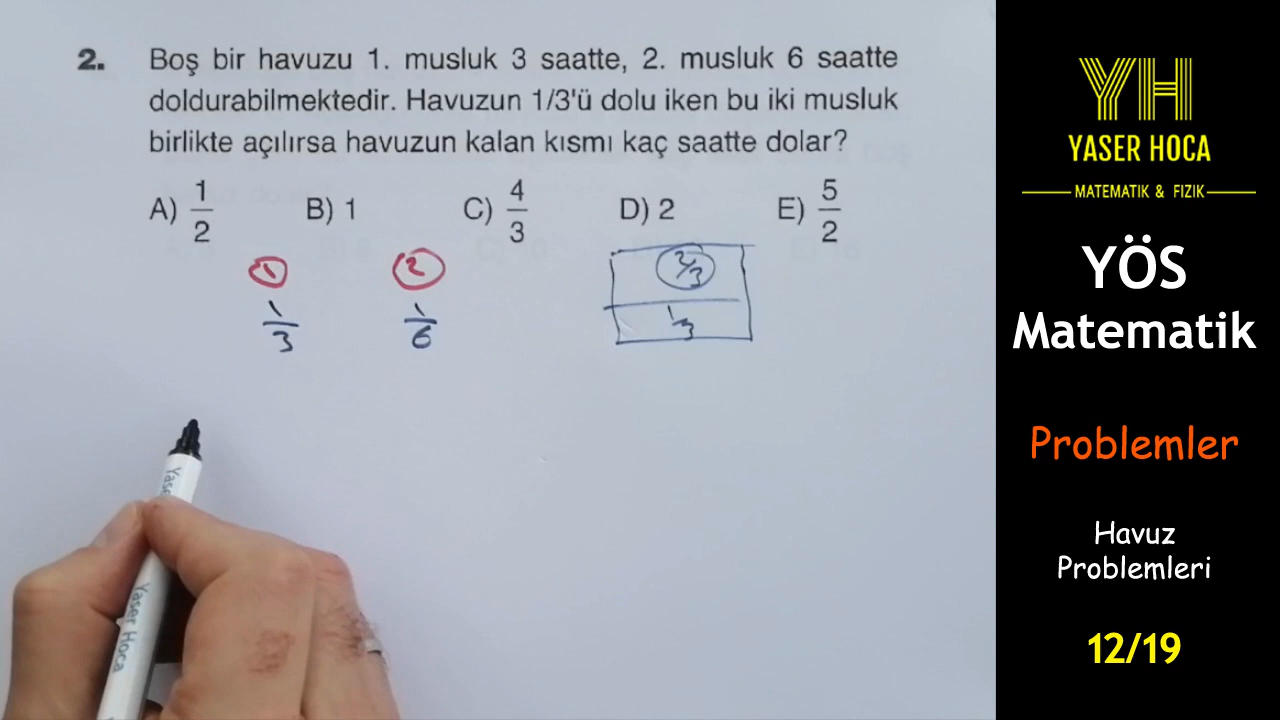 2. Boş bir havuzu 1. musluk 3 saatte, 2. musluk 6 saatte
doldurabilmektedir. Havuzun 1/3'ü dolu iken bu iki musluk
birlikte açılırsa havuzun kalan kısmı kaç saatte dolar?
A) 1/2 B) 1 C) 4/3 D) 2 E) 5/2
1 2
1/3 1/6
2/3
1/3
Yaser Hoca
YH
YASER HOCA
MATEMATIK & FIZIK
YÖS
Matematik
Problemler
Havuz
Problemleri
12/19